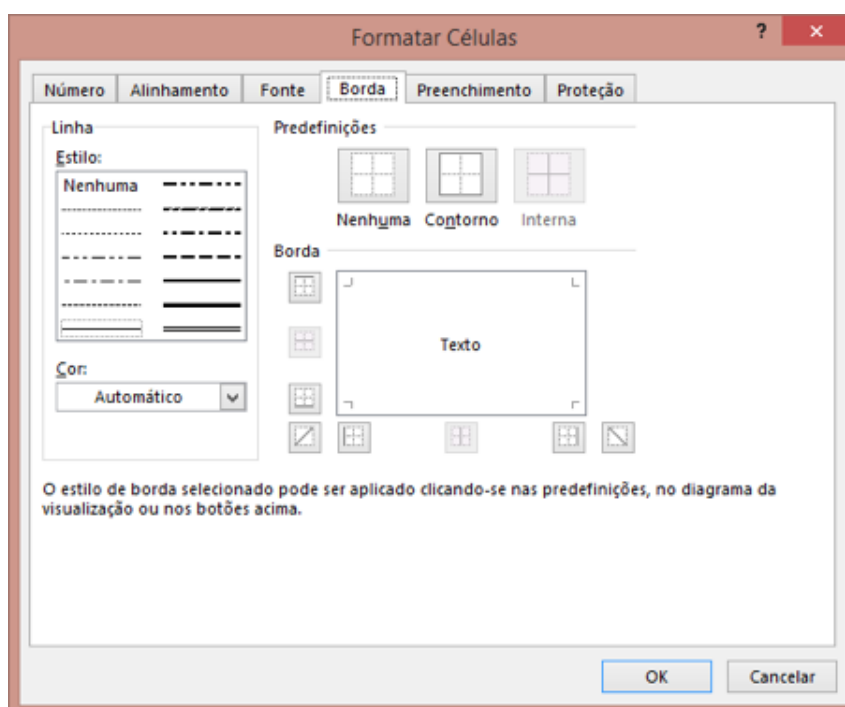 Formatar Células
?
Número Alinhamento Fonte Borda Preenchimento Proteção
Linha
Estilo:
Nenhuma
Cor:
Automático
Predefinições
Nenhuma Contorno Interna
Borda
Texto
O estilo de borda selecionado pode ser aplicado clicando-se nas predefinições, no diagrama da
visualização ou nos botões acima.
OK Cancelar